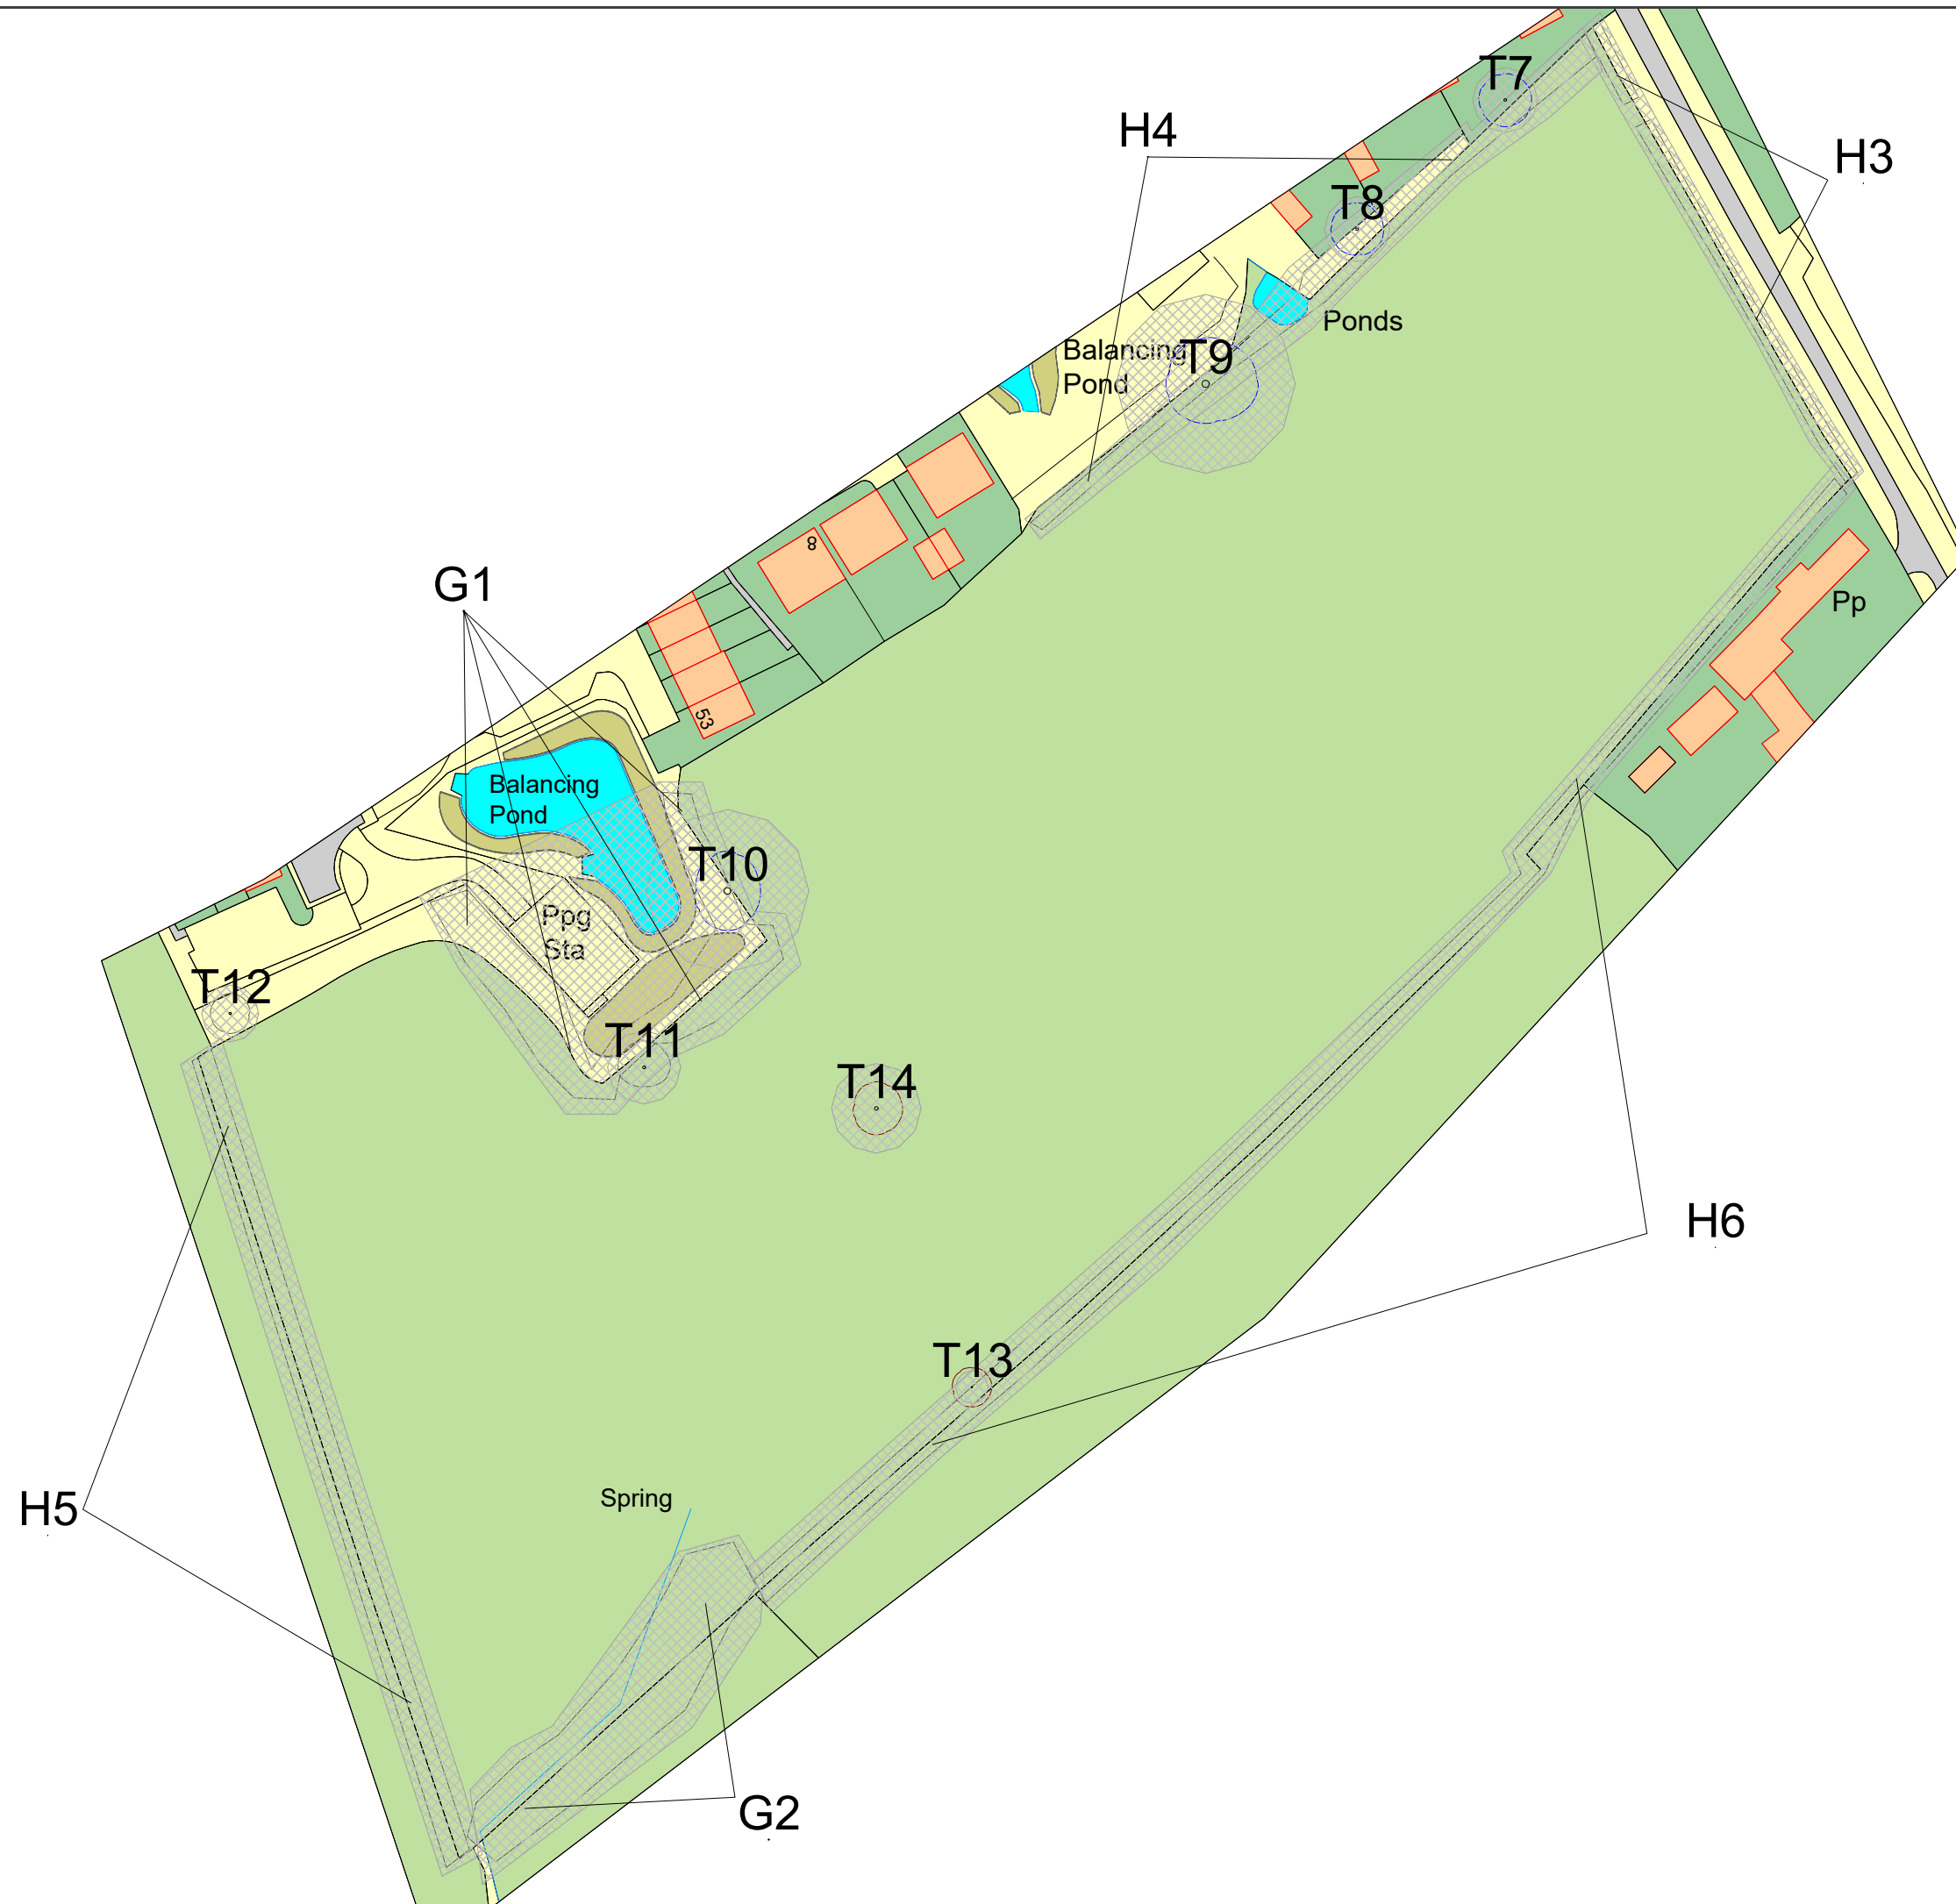 T7
H4
H3
T8
Ponds
Balancing
Pond
T9
8
G1
Pp
53
Balancing
Pond
T10
Ppg
Sta
T12
T11
T14
H6
T13
Spring
H5
G2